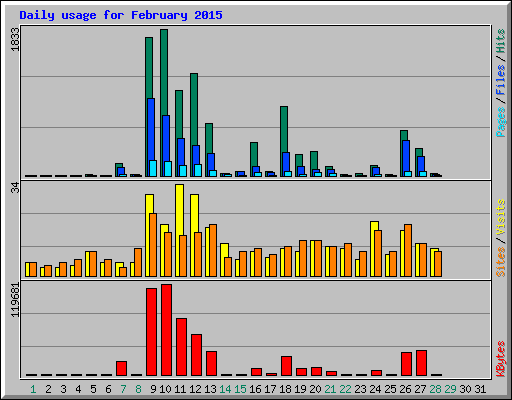 Daily usage for February 2015
1833
Pages / Files / Hits
34
Sites / Visits
119681
KBytes
1 2 3 4 5 6 7 8 9 10 11 12 13 14 15 16 17 18 19 20 21 22 23 24 25 26 27 28 29 30 31